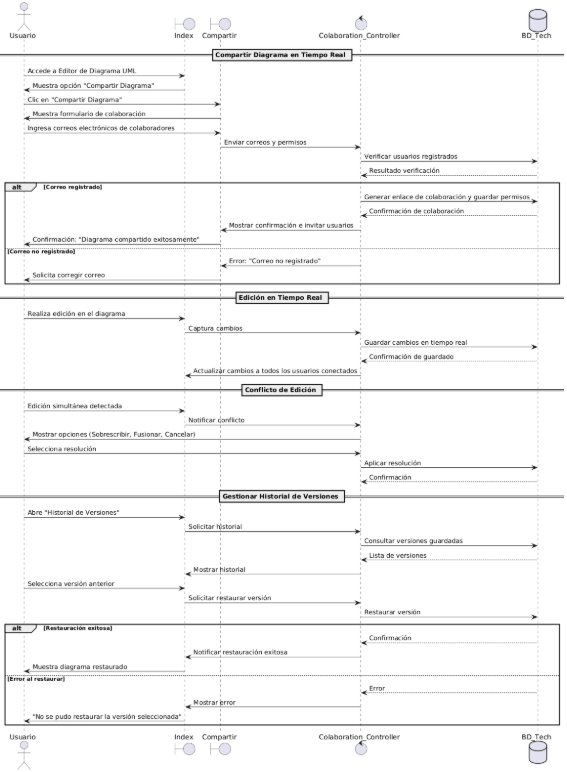 Usuario Index Compartir Colaboration_Controller BD_Tech
Compartir Diagrama en Tiempo Real
Accede a Editor de Diagrama UML
Muestra opción "Compartir Diagrama"
Clic en "Compartir Diagrama"
Muestra formulario de colaboración
Ingresa correos electrónicos de colaboradores
Enviar correos y permisos
Verificar usuarios registrados
Resultado verificación
alt [Correo registrado]
Generar enlace de colaboración y guardar permisos
Confirmación de colaboración
Mostrar confirmación e invitar usuarios
Confirmación: "Diagrama compartido exitosamente"
[Correo no registrado]
Error: "Correo no registrado"
Solicita corregir correo
Edición en Tiempo Real
Realiza edición en el diagrama
Captura cambios
Guardar cambios en tiempo real
Confirmación de guardado
Actualizar cambios a todos los usuarios conectados
Conflicto de Edición
Edición simultánea detectada
Notificar conflicto
Mostrar opciones (Sobrescribir, Fusionar, Cancelar)
Selecciona resolución
Aplicar resolución
Confirmación
Gestionar Historial de Versiones
Abre "Historial de Versiones"
Solicitar historial
Consultar versiones guardadas
Lista de versiones
Mostrar historial
Selecciona versión anterior
Solicitar restaurar versión
Restaurar versión
alt [Restauración exitosa]
Confirmación
Notificar restauración exitosa
Muestra diagrama restaurado
[Error al restaurar]
Error
Mostrar error
"No se pudo restaurar la versión seleccionada"
Usuario Index Compartir Colaboration_Controller BD_Tech